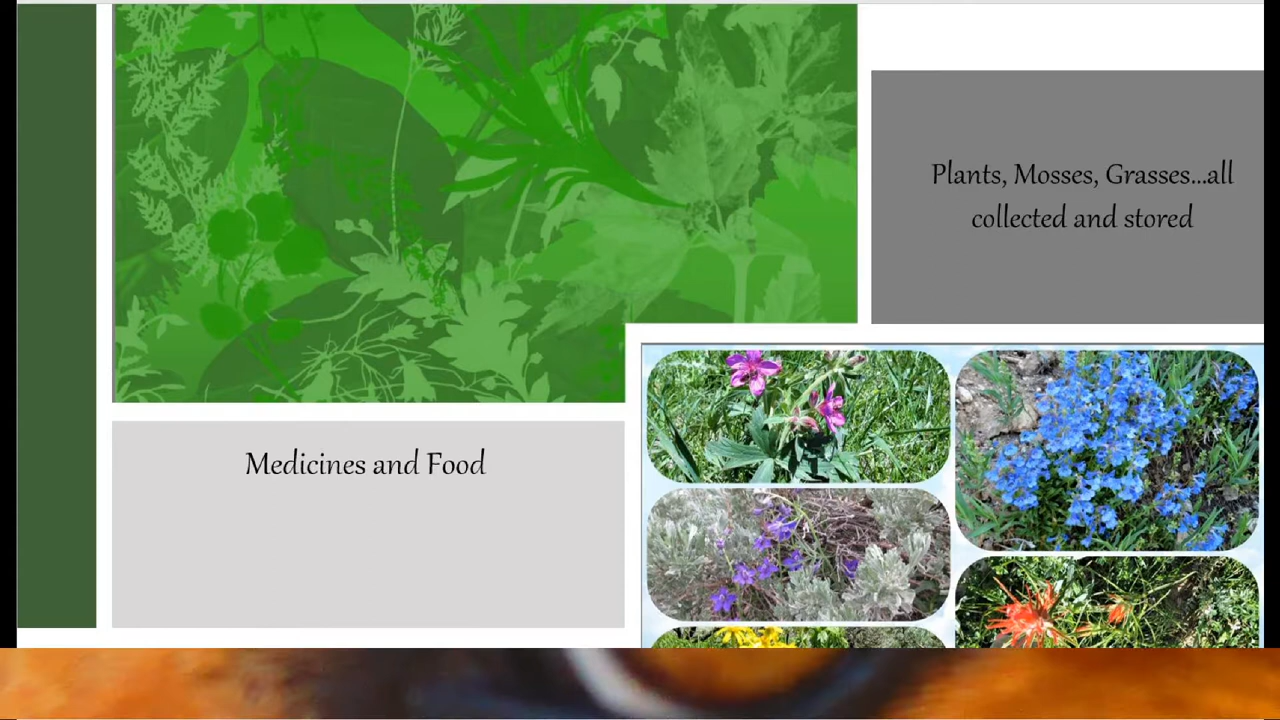 Plants, Mosses, Grasses...all
collected and stored
Medicines and Food